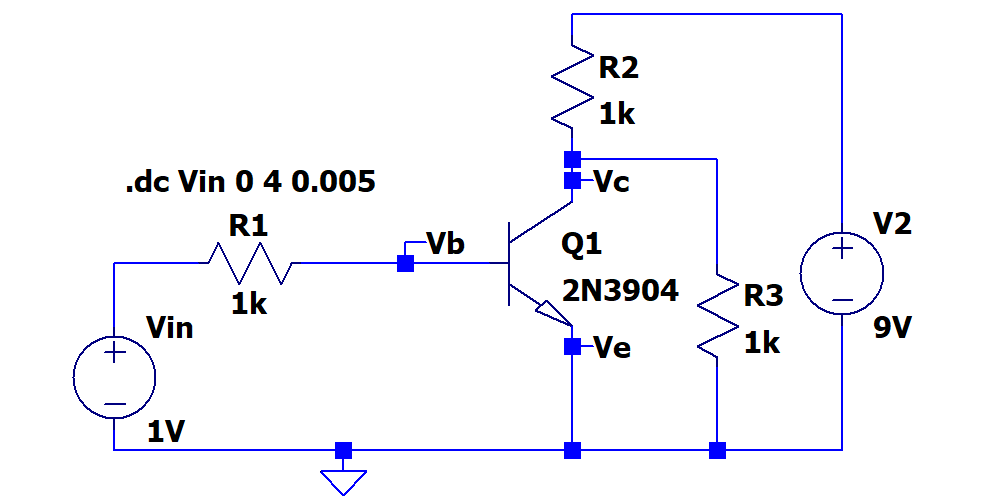 R2
1k
.dc Vin 0 4 0.005
Vc
R1
Vb
Q1
V2
1k
2N3904
R3
Vin
Ve
1k
9V
1V